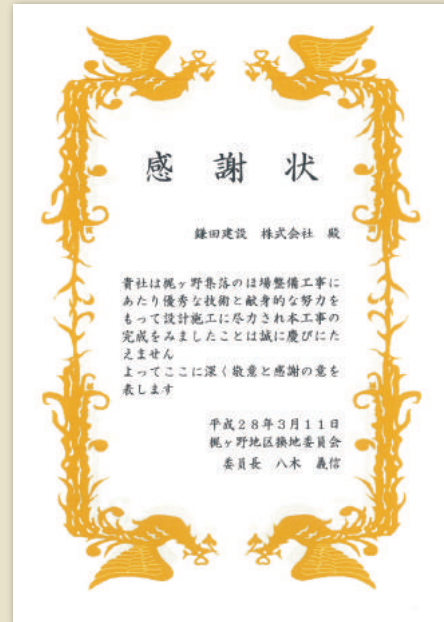 感謝状
鎌田建設 株式会社 殿
貴社は梶ヶ野集落のほ場整備工事に
あたり優秀な技術と献身的な努力を
もって設計施工に尽力され本工事の
完成をみましたことは誠に慶びにた
えません
よってここに深く敬意と感謝の意を
表します
平成28年3月11日
梶ヶ野地区換地委員会
委員長 八木 義信